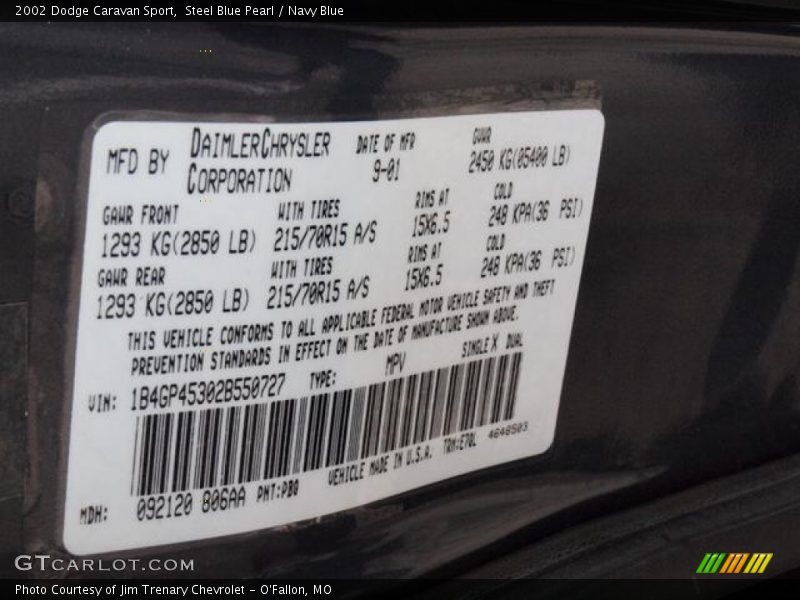 2002 Dodge Caravan Sport,  Steel Blue Pearl / Navy Blue
MFD BY DAIMLERCHRYSLER CORPORATION DATE OF MFR 9-01 GVWR 2450 KG(05400 LB)
GAWR FRONT WITH TIRES RIMS AT COLD
1293 KG(2850 LB) 215/70R15 A/S 15X6.5 248 KPA(36 PSI)
GAWR REAR WITH TIRES RIMS AT COLD
1293 KG(2850 LB) 215/70R15 A/S 15X6.5 248 KPA(36 PSI)
THIS VEHICLE CONFORMS TO ALL APPLICABLE FEDERAL MOTOR VEHICLE SAFETY AND THEFT
PREVENTION STANDARDS IN EFFECT ON THE DATE OF MANUFACTURE SHOWN ABOVE.
VIN: 1B4GP45302B550727 TYPE: MPV SINGLE X DUAL
MDH: 092120 806AA PNT:PB8 VEHICLE MADE IN U.S.A. TRM:E7QL 4648503
GTCARLOT.COM
Photo Courtesy of Jim Trenary Chevrolet - O'Fallon, MO